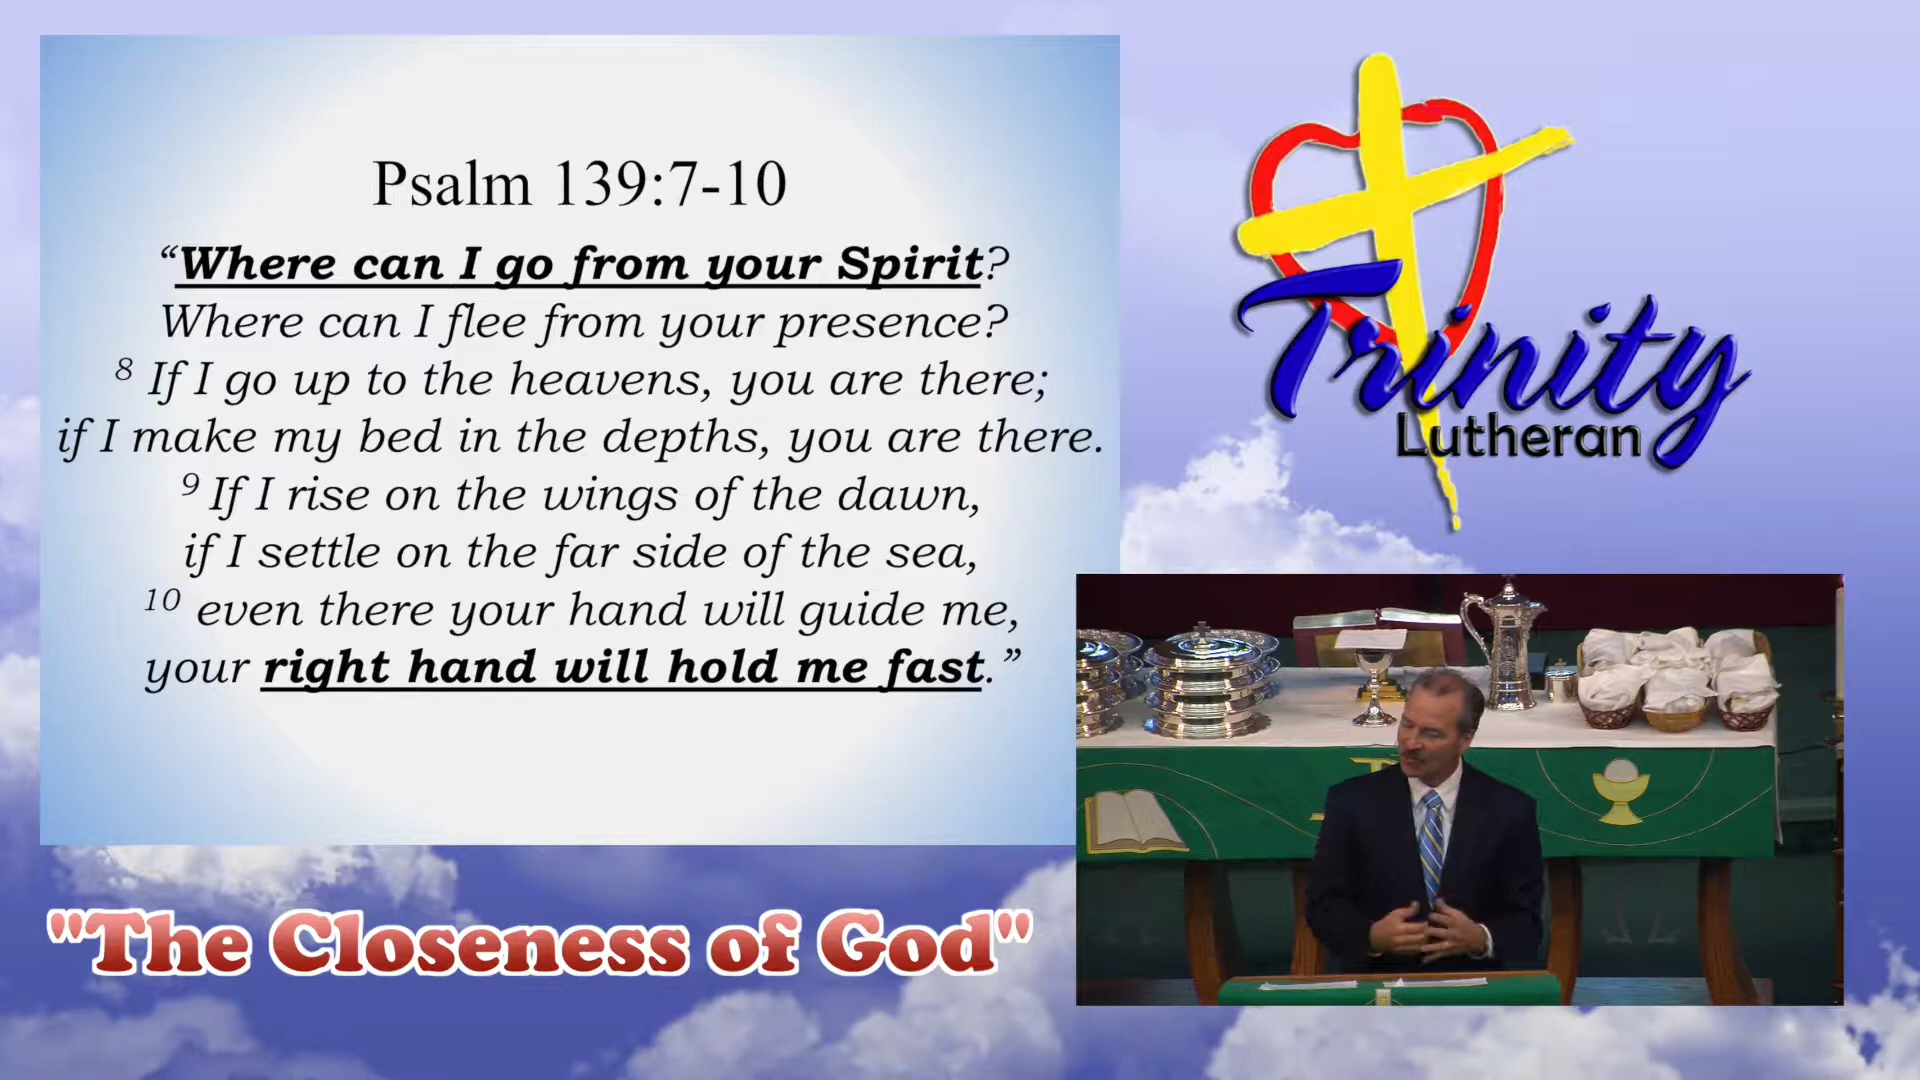 Psalm 139:7-10
“Where can I go from your Spirit?
Where can I flee from your presence?
8 If I go up to the heavens, you are there;
if I make my bed in the depths, you are there.
9 If I rise on the wings of the dawn,
if I settle on the far side of the sea,
10 even there your hand will guide me,
your right hand will hold me fast.”
Trinity
Lutheran
"The Closeness of God"